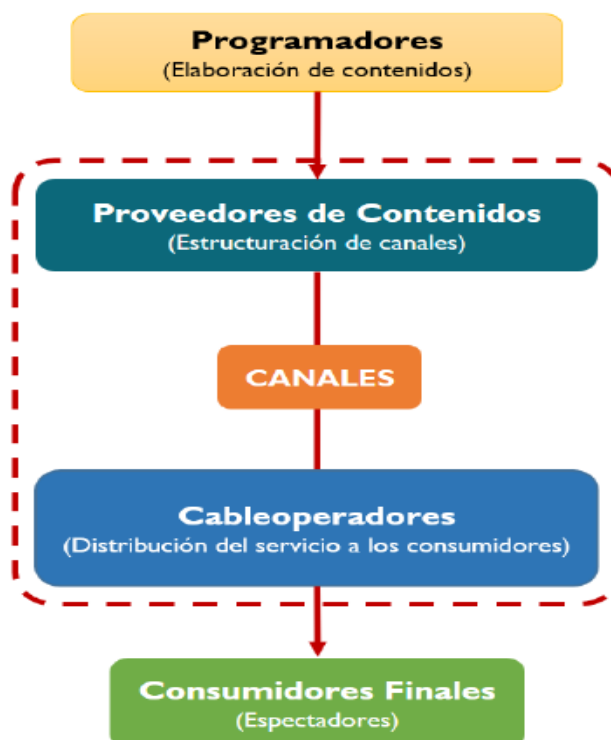 Programadores
(Elaboración de contenidos)
Proveedores de Contenidos
(Estructuración de canales)
CANALES
Cableoperadores
(Distribución del servicio a los consumidores)
Consumidores Finales
(Espectadores)